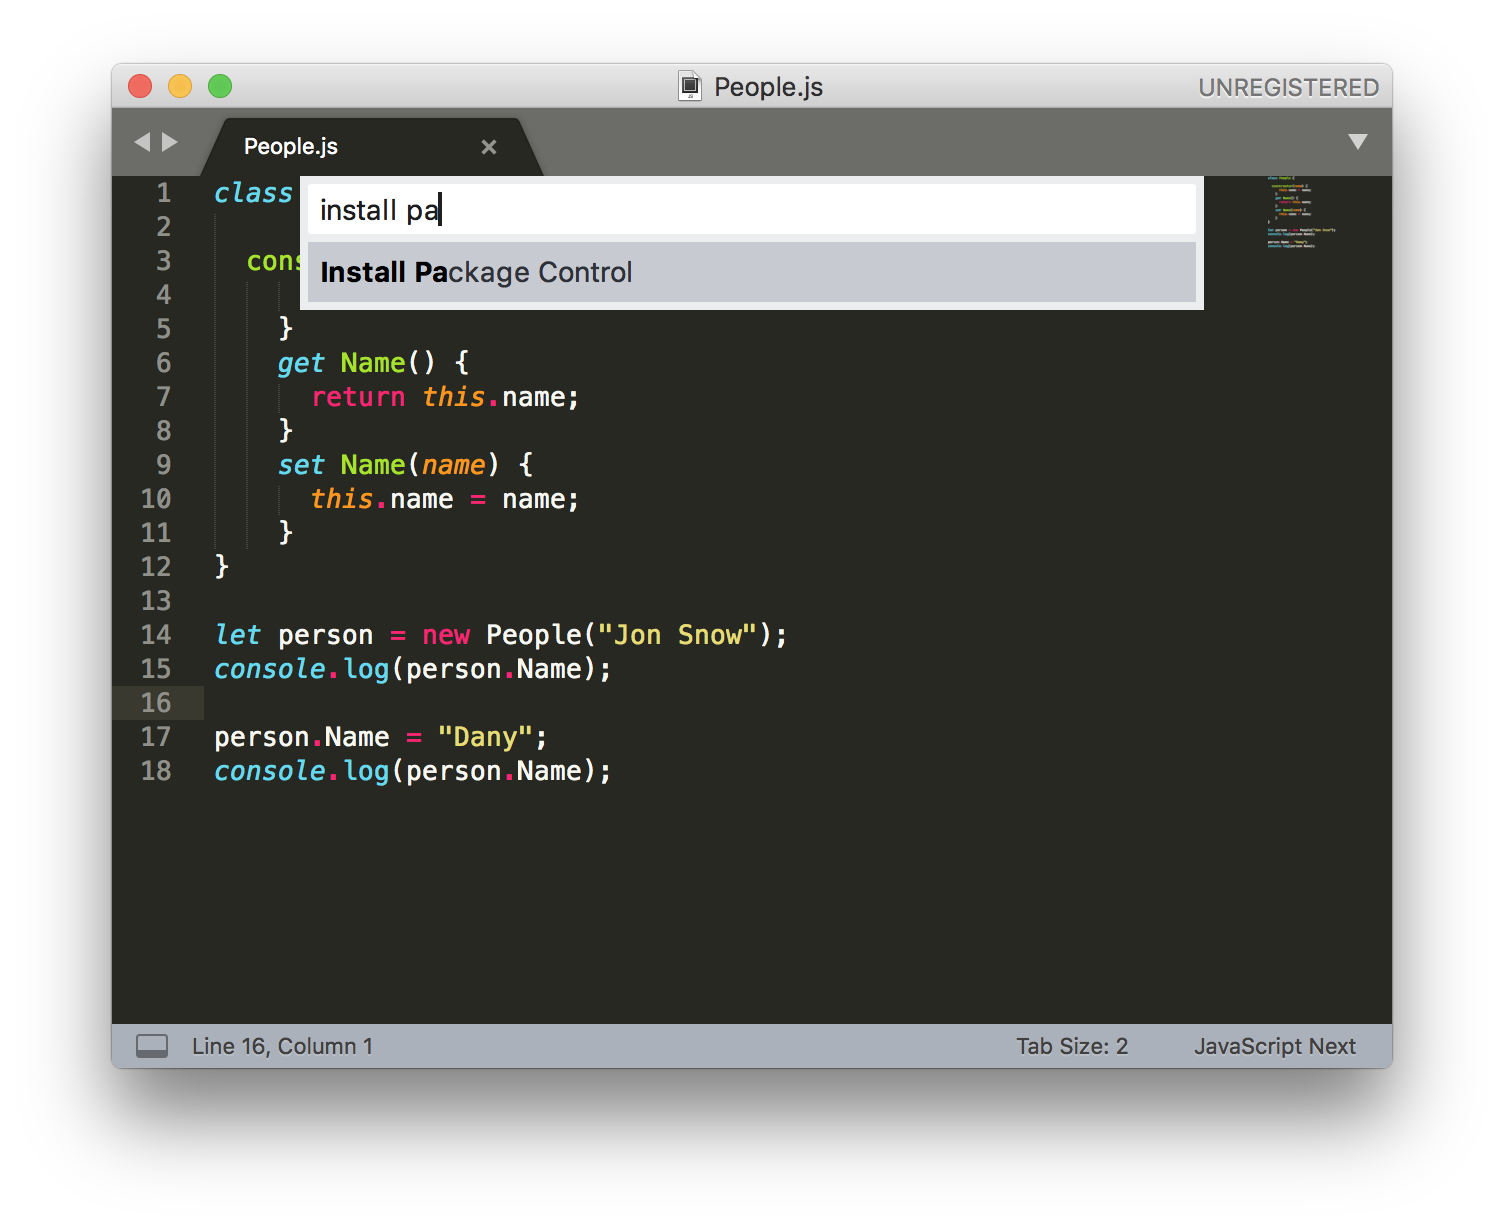 People.js
UNREGISTERED
People.js
install pa
Install Package Control
1 class
2
3 cons
4
5 }
6 get Name() {
7 return this.name;
8 }
9 set Name(name) {
10 this.name = name;
11 }
12 }
13
14 let person = new People("Jon Snow");
15 console.log(person.Name);
16
17 person.Name = "Dany";
18 console.log(person.Name);
Line 16, Column 1
Tab Size: 2
JavaScript Next